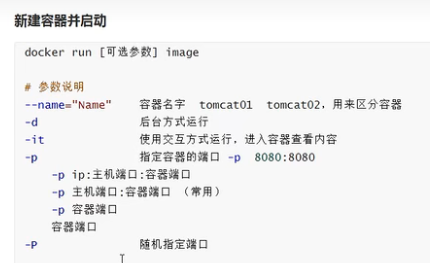 新建容器并启动
docker run [可选参数] image
# 参数说明
--name="Name" 容器名字 tomcat01 tomcat02，用来区分容器
-d 后台方式运行
-it 使用交互方式运行，进入容器查看内容
-p 指定容器的端口 -p 8080:8080
-p ip:主机端口:容器端口
-p 主机端口:容器端口 （常用）
-p 容器端口
容器端口
-P 随机指定端口